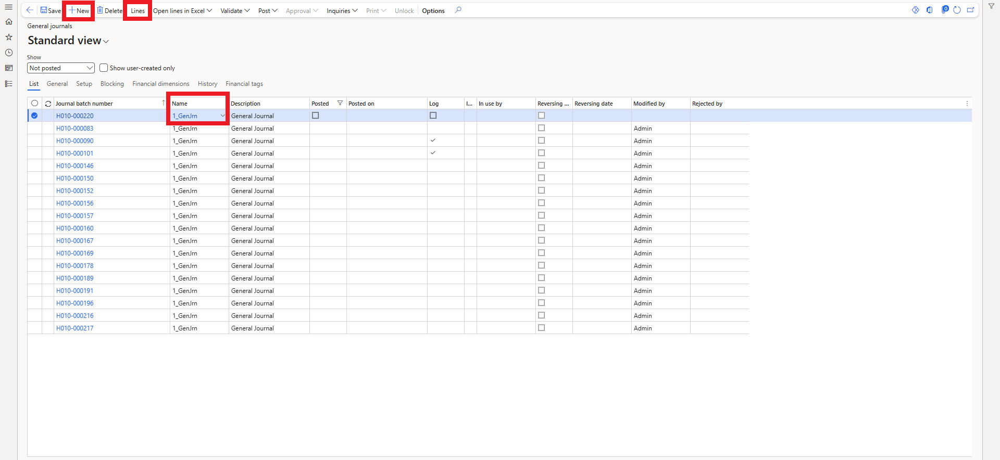 Save New Delete Lines Open lines in Excel Validate Post Approval Inquiries Print Unlock Options 0
General journals
Standard view
Show
Not posted Show user-created only
List General Setup Blocking Financial dimensions History Financial tags
Journal batch number Name Description Posted Posted on Log I... In use by Reversing ... Reversing date Modified by Rejected by
H010-000220 1_GenJrn General Journal
H010-000083 1_GenJrn General Journal Admin
H010-000090 1_GenJrn General Journal Admin
H010-000101 1_GenJrn General Journal Admin
H010-000146 1_GenJrn General Journal Admin
H010-000150 1_GenJrn General Journal Admin
H010-000152 1_GenJrn General Journal Admin
H010-000156 1_GenJrn General Journal Admin
H010-000157 1_GenJrn General Journal Admin
H010-000160 1_GenJrn General Journal Admin
H010-000167 1_GenJrn General Journal Admin
H010-000169 1_GenJrn General Journal Admin
H010-000178 1_GenJrn General Journal Admin
H010-000189 1_GenJrn General Journal Admin
H010-000191 1_GenJrn General Journal Admin
H010-000196 1_GenJrn General Journal Admin
H010-000216 1_GenJrn General Journal Admin
H010-000217 1_GenJrn General Journal Admin